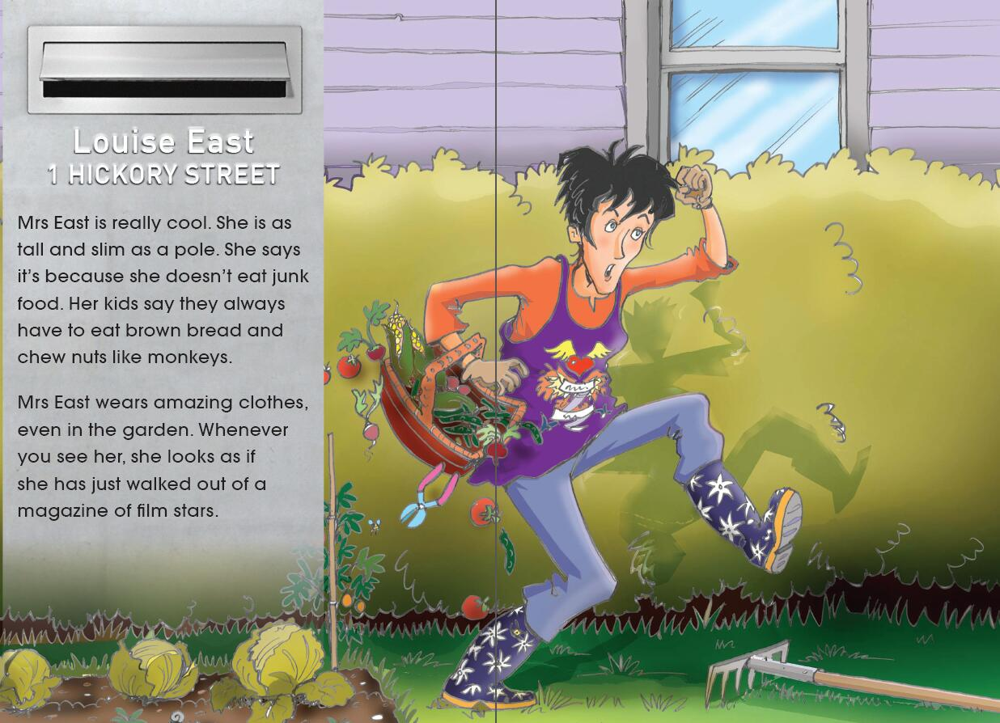 Louise East
1 HICKORY STREET
Mrs East is really cool. She is as
tall and slim as a pole. She says
it’s because she doesn’t eat junk
food. Her kids say they always
have to eat brown bread and
chew nuts like monkeys.
Mrs East wears amazing clothes,
even in the garden. Whenever
you see her, she looks as if
she has just walked out of a
magazine of film stars.